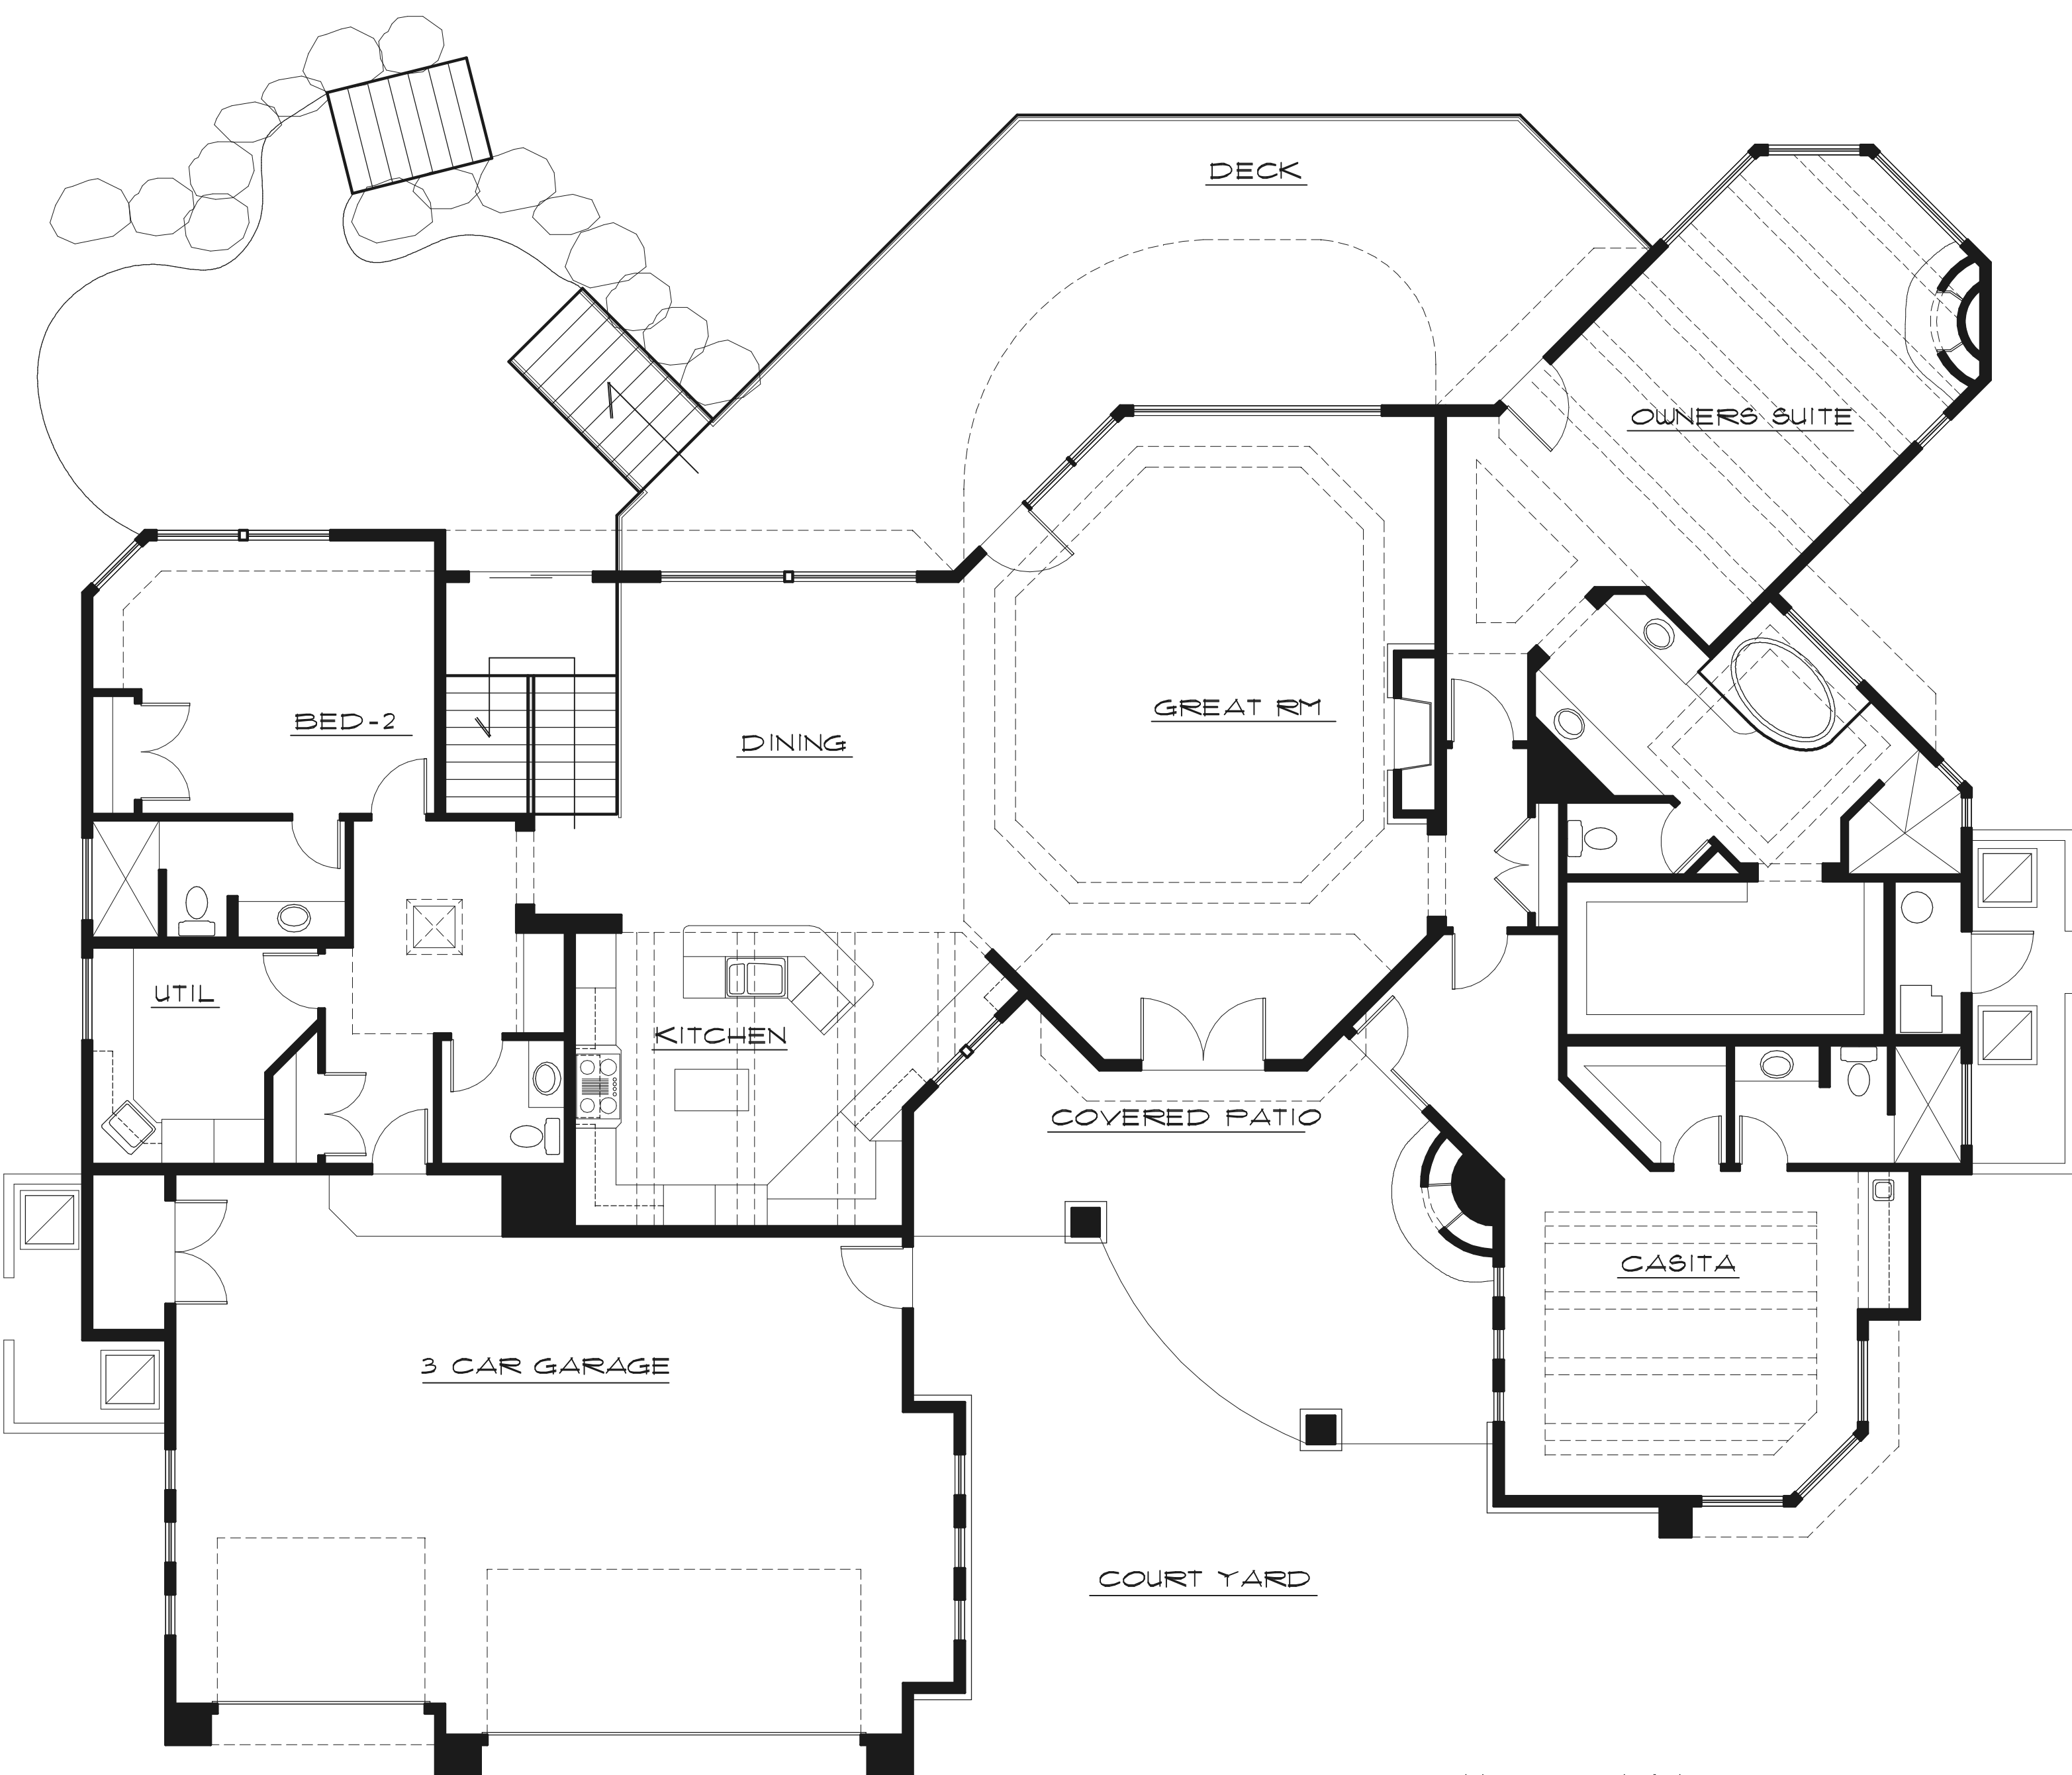 DECK
OWNERS SUITE
BED-2
GREAT RM
DINING
UTIL
KITCHEN
COVERED PATIO
CASITA
3 CAR GARAGE
COURT YARD